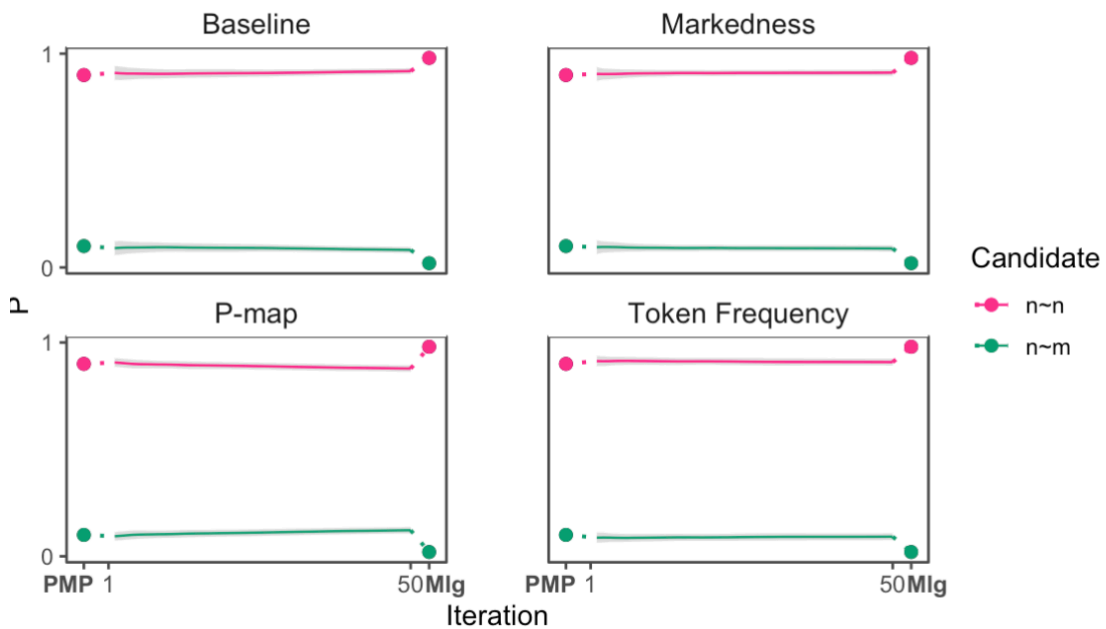 Baseline
Markedness
1
0
P-map
Token Frequency
1
0
P
PMP 1 50 Mlg
PMP 1 50 Mlg
Iteration
Candidate
n~n
n~m